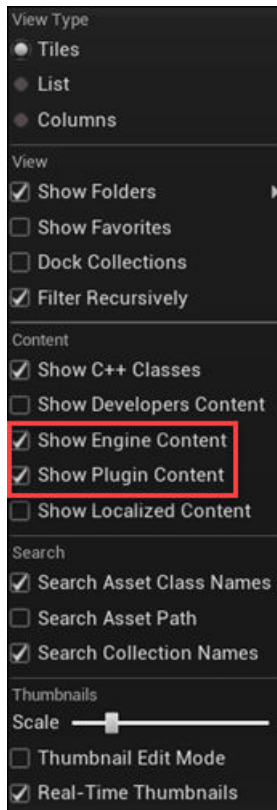 View Type
Tiles
List
Columns
View
Show Folders
Show Favorites
Dock Collections
Filter Recursively
Content
Show C++ Classes
Show Developers Content
Show Engine Content
Show Plugin Content
Show Localized Content
Search
Search Asset Class Names
Search Asset Path
Search Collection Names
Thumbnails
Scale
Thumbnail Edit Mode
Real-Time Thumbnails